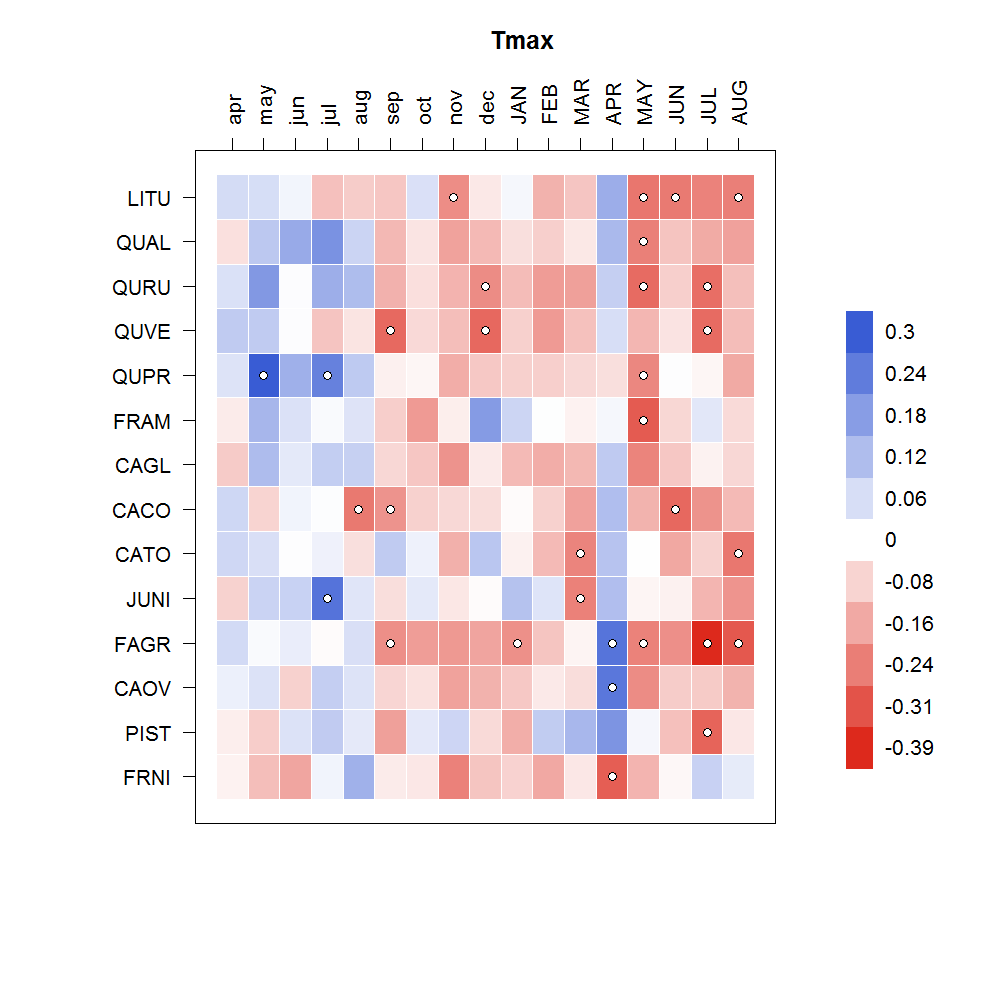 Tmax
apr may jun jul aug sep oct nov dec JAN FEB MAR APR MAY JUN JUL AUG
LITU
QUAL
QURU
QUVE
QUPR
FRAM
CAGL
CACO
CATO
JUNI
FAGR
CAOV
PIST
FRNI
0.3
0.24
0.18
0.12
0.06
0
-0.08
-0.16
-0.24
-0.31
-0.39